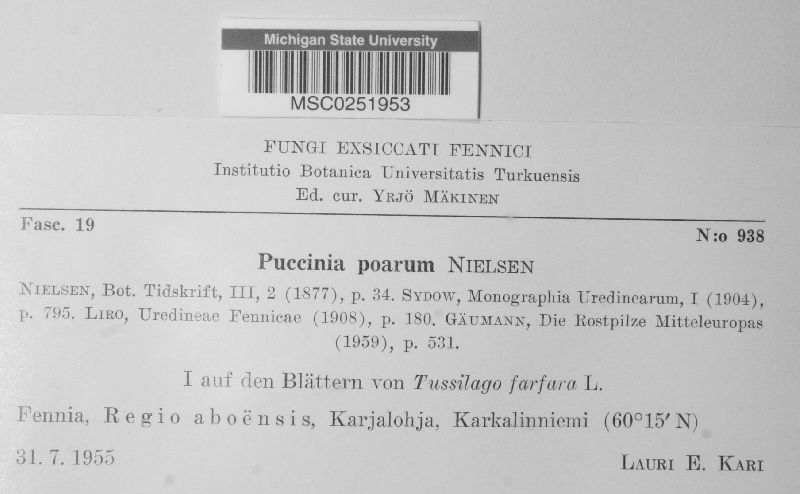 Michigan State University
MSC0251953
FUNGI EXSICCATI FENNICI
Institutio Botanica Universitatis Turkuensis
Ed. cur. YRJÖ MÄKINEN
Fasc. 19
N:o 938
Puccinia poarum NIELSEN
NIELSEN, Bot. Tidskrift, III, 2 (1877), p. 34. SYDOW, Monographia Uredinearum, I (1904),
p. 795. LIRO, Uredineae Fennicae (1908), p. 180. GÄUMANN, Die Rostpilze Mitteleuropas
(1959), p. 531.
I auf den Blättern von Tussilago farfara L.
Fennia, Regio aboënsis, Karjalohja, Karkalinniemi (60°15′ N)
31. 7. 1955
LAURI E. KARI